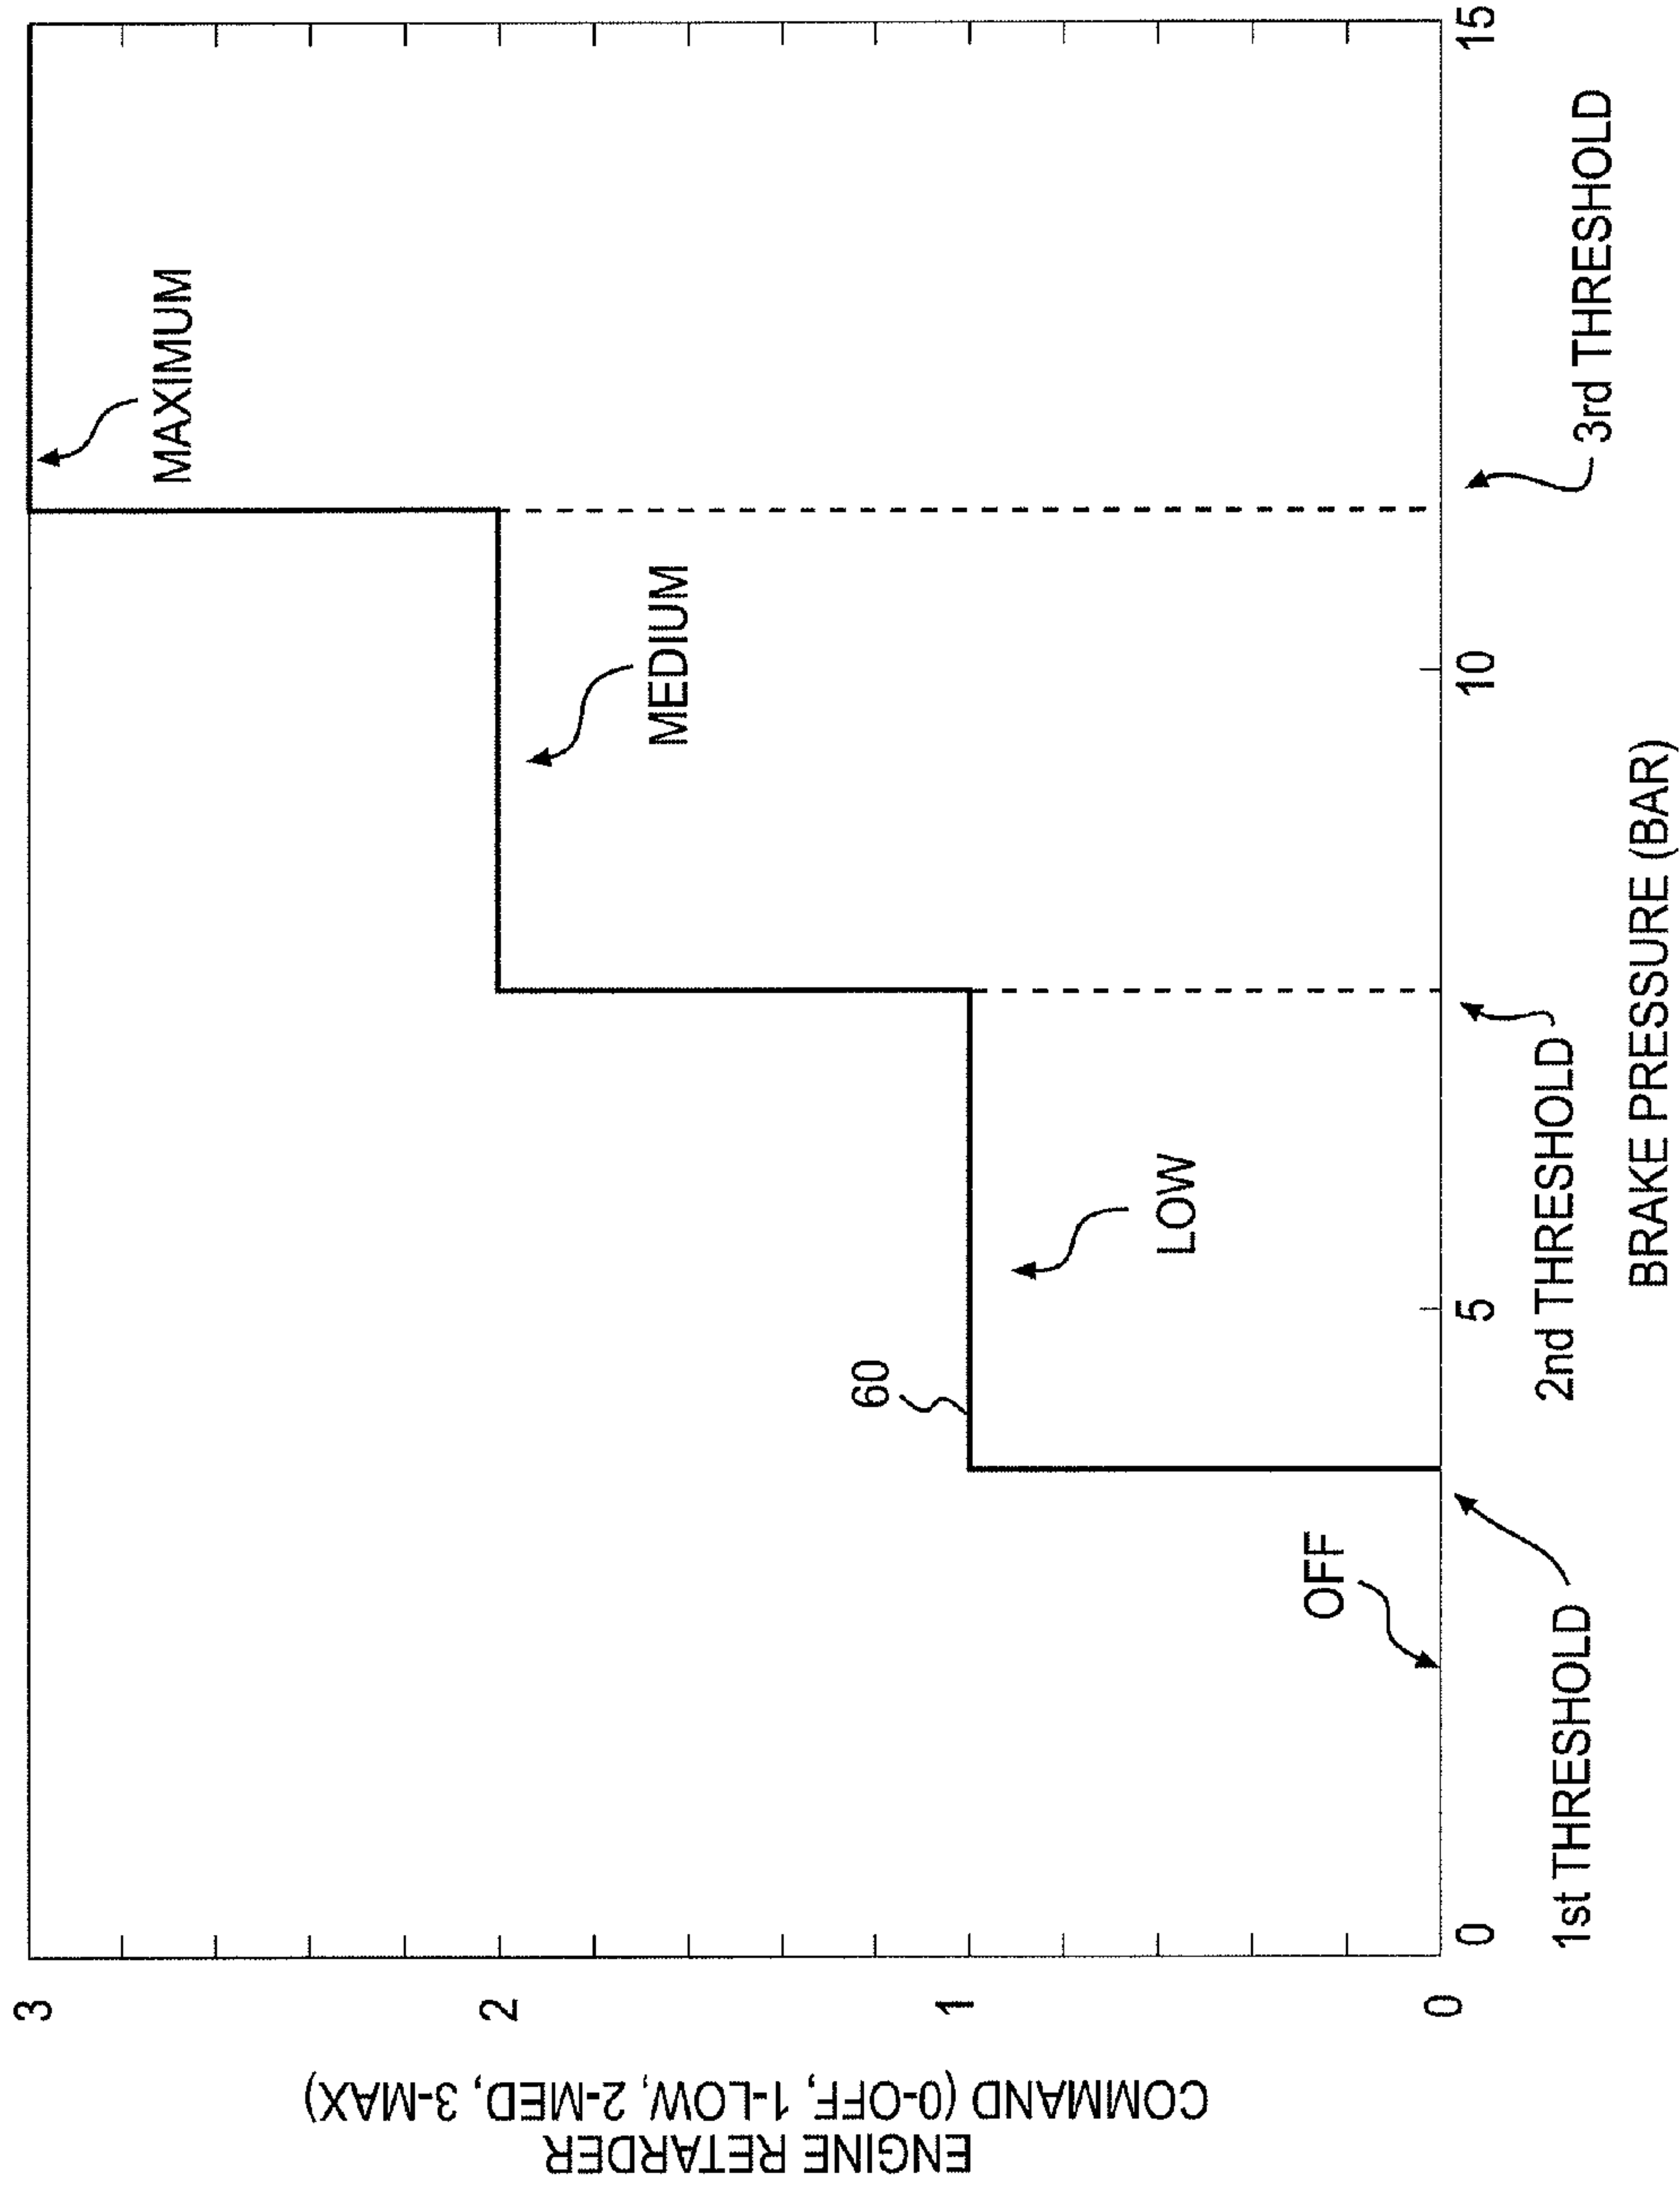 ENGINE RETARDER
COMMAND (0-OFF, 1-LOW, 2-MED, 3-MAX)
3
2
1
0
MAXIMUM
MEDIUM
60
LOW
OFF
0
5
10
15
1st THRESHOLD
2nd THRESHOLD
3rd THRESHOLD
BRAKE PRESSURE (BAR)